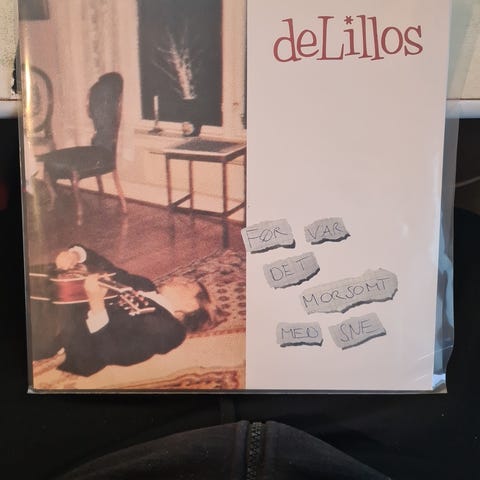 deLillos
FØR VAR
DET
MORSOMT
MED SNE